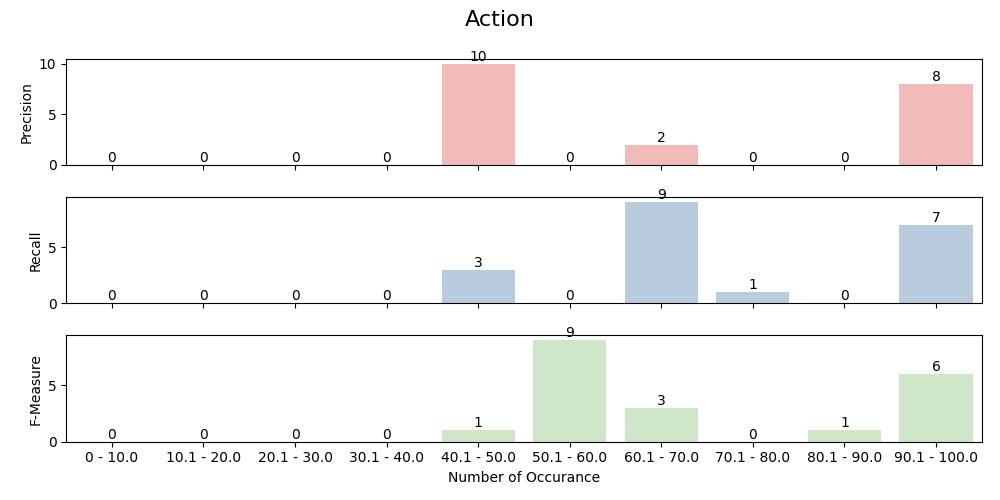 Action
Precision
10
5
0
0 0 0 0 10 0 2 0 0 8
Recall
5
0
0 0 0 0 3 0 9 1 0 7
F-Measure
5
0
0 0 0 0 1 9 3 0 1 6
0 - 10.0 10.1 - 20.0 20.1 - 30.0 30.1 - 40.0 40.1 - 50.0 50.1 - 60.0 60.1 - 70.0 70.1 - 80.0 80.1 - 90.0 90.1 - 100.0
Number of Occurance